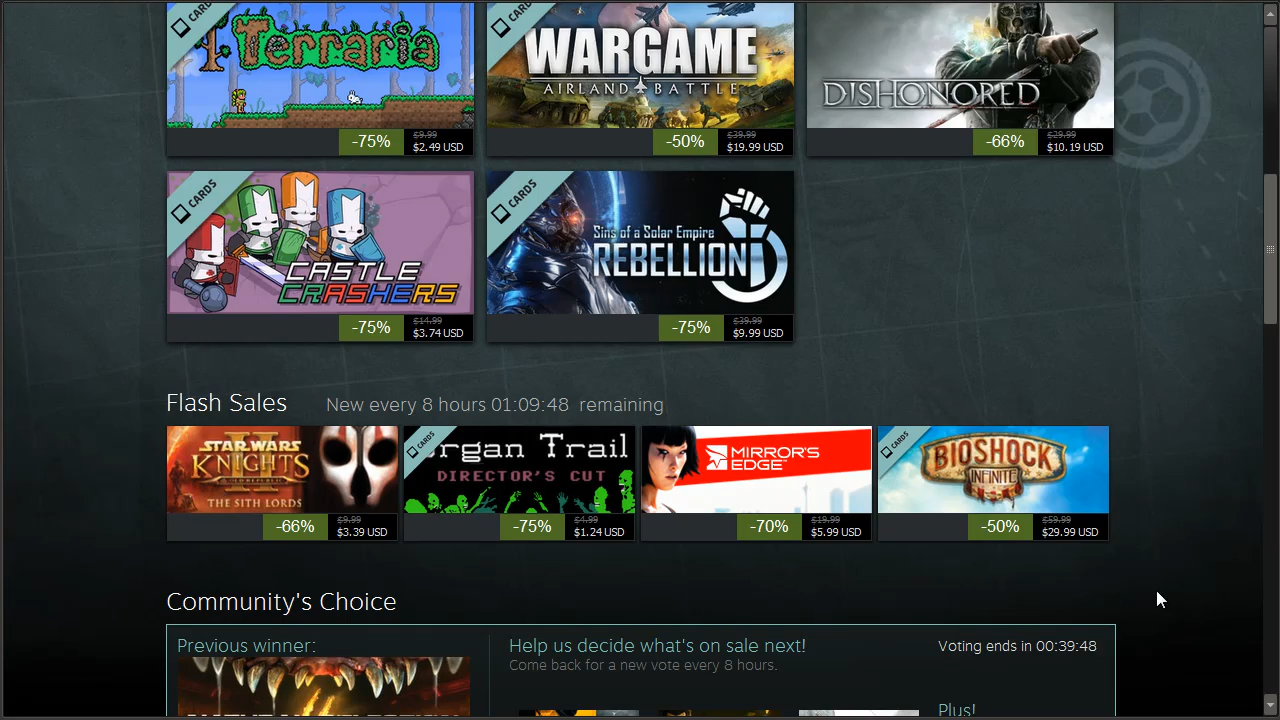 CARDS
Terraria
CARDS
WARGAME
AIRLAND BATTLE
DISHONORED
-75%
$9.99
$2.49 USD
-50%
$39.99
$19.99 USD
-66%
$29.99
$10.19 USD
CARDS
CASTLE
CRASHERS
CARDS
Sins of a Solar Empire
REBELLION
-75%
$14.99
$3.74 USD
-75%
$39.99
$9.99 USD
Flash Sales
New every 8 hours 01:09:48 remaining
STAR WARS
KNIGHTS
II
THE SITH LORDS
CARDS
rgan Trail
DIRECTOR'S CUT
MIRROR'S
EDGE™
CARDS
BIOSHOCK
INFINITE
-66%
$9.99
$3.39 USD
-75%
$4.99
$1.24 USD
-70%
$19.99
$5.99 USD
-50%
$59.99
$29.99 USD
Community's Choice
Previous winner:
Help us decide what's on sale next!
Voting ends in 00:39:48
Come back for a new vote every 8 hours.
Plus!